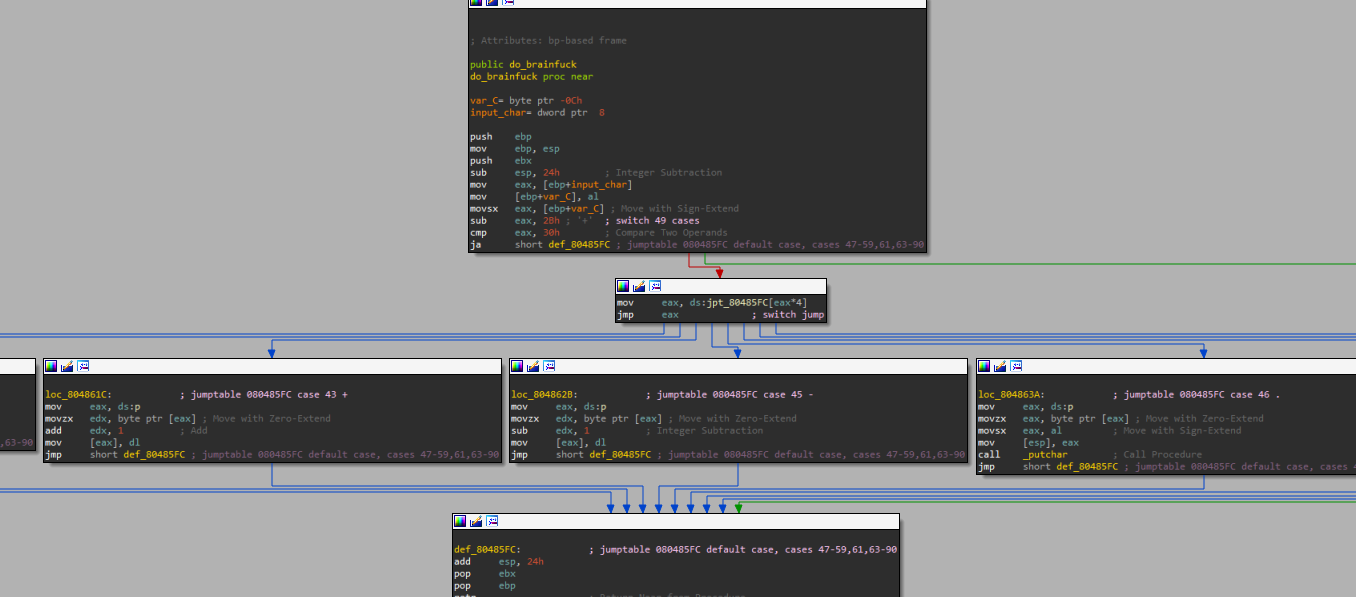 ; Attributes: bp-based frame
public do_brainfuck
do_brainfuck proc near
var_C= byte ptr -0Ch
input_char= dword ptr 8
push ebp
mov ebp, esp
push ebx
sub esp, 24h ; Integer Subtraction
mov eax, [ebp+input_char]
mov [ebp+var_C], al
movsx eax, [ebp+var_C] ; Move with Sign-Extend
sub eax, 2Bh ; '+' ; switch 49 cases
cmp eax, 30h ; Compare Two Operands
ja short def_80485FC ; jumptable 080485FC default case, cases 47-59,61,63-90
mov eax, ds:jpt_80485FC[eax*4]
jmp eax ; switch jump
,63-90
loc_804861C: ; jumptable 080485FC case 43 +
mov eax, ds:p
movzx edx, byte ptr [eax] ; Move with Zero-Extend
add edx, 1 ; Add
mov [eax], dl
jmp short def_80485FC ; jumptable 080485FC default case, cases 47-59,61,63-90
loc_804862B: ; jumptable 080485FC case 45 -
mov eax, ds:p
movzx edx, byte ptr [eax] ; Move with Zero-Extend
sub edx, 1 ; Integer Subtraction
mov [eax], dl
jmp short def_80485FC ; jumptable 080485FC default case, cases 47-59,61,63-90
loc_804863A: ; jumptable 080485FC case 46 .
mov eax, ds:p
movzx eax, byte ptr [eax] ; Move with Zero-Extend
movsx eax, al ; Move with Sign-Extend
mov [esp], eax
call _putchar ; Call Procedure
jmp short def_80485FC ; jumptable 080485FC default case, cases 4
def_80485FC: ; jumptable 080485FC default case, cases 47-59,61,63-90
add esp, 24h
pop ebx
pop ebp